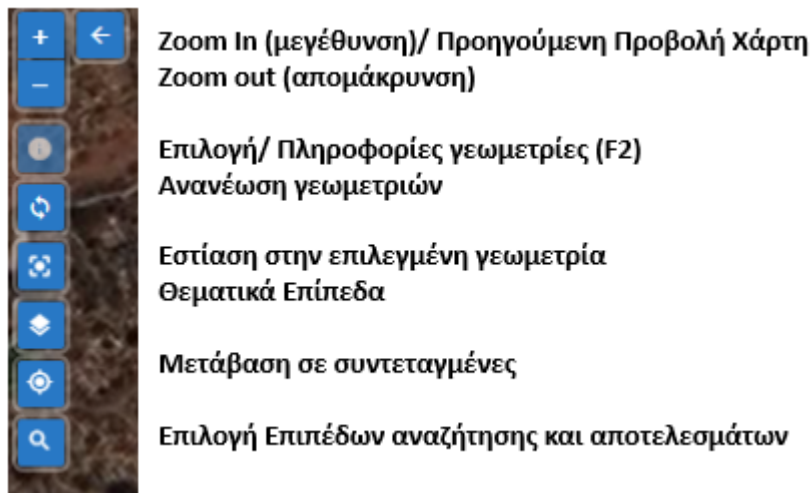 Zoom In (μεγέθυνση)/ Προηγούμενη Προβολή Χάρτη
Zoom out (απομάκρυνση)
Επιλογή/ Πληροφορίες γεωμετρίες (F2)
Ανανέωση γεωμετριών
Εστίαση στην επιλεγμένη γεωμετρία
Θεματικά Επίπεδα
Μετάβαση σε συντεταγμένες
Επιλογή Επιπέδων αναζήτησης και αποτελεσμάτων